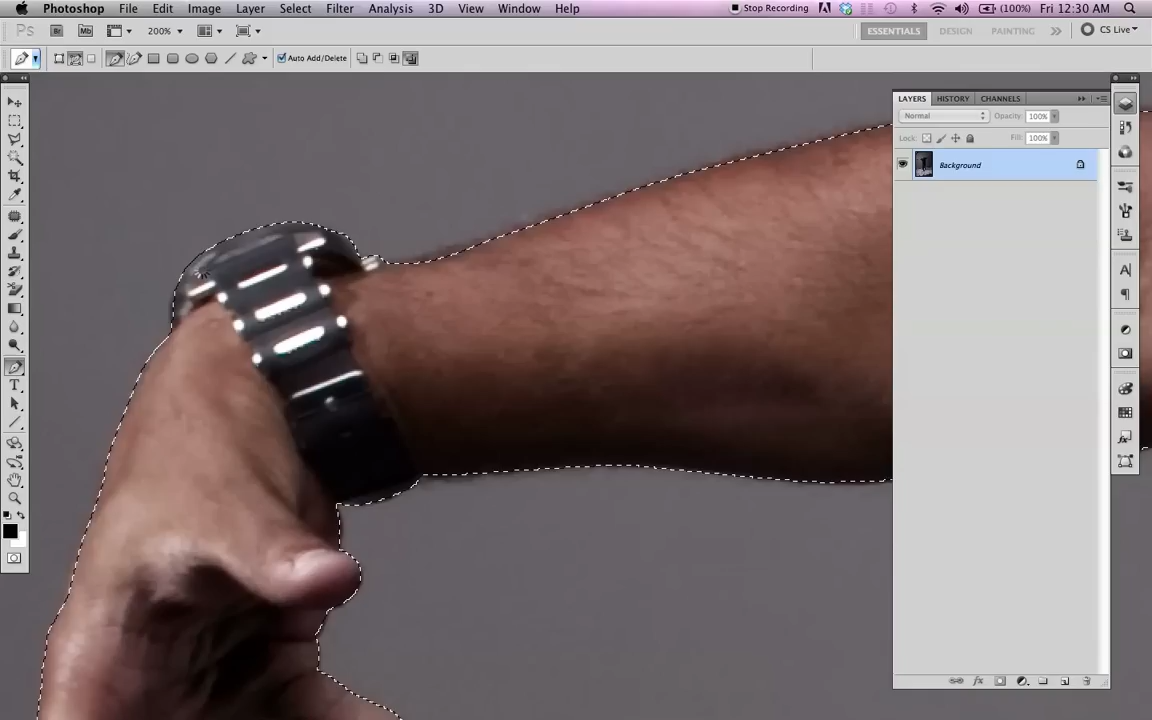 Photoshop File Edit Image Layer Select Filter Analysis 3D View Window Help Stop Recording (100%) Fri 12:30 AM
Ps Br Mb 200% ESSENTIALS DESIGN PAINTING CS Live
Auto Add/Delete
LAYERS HISTORY CHANNELS
Normal Opacity: 100%
Lock: Fill: 100%
Background